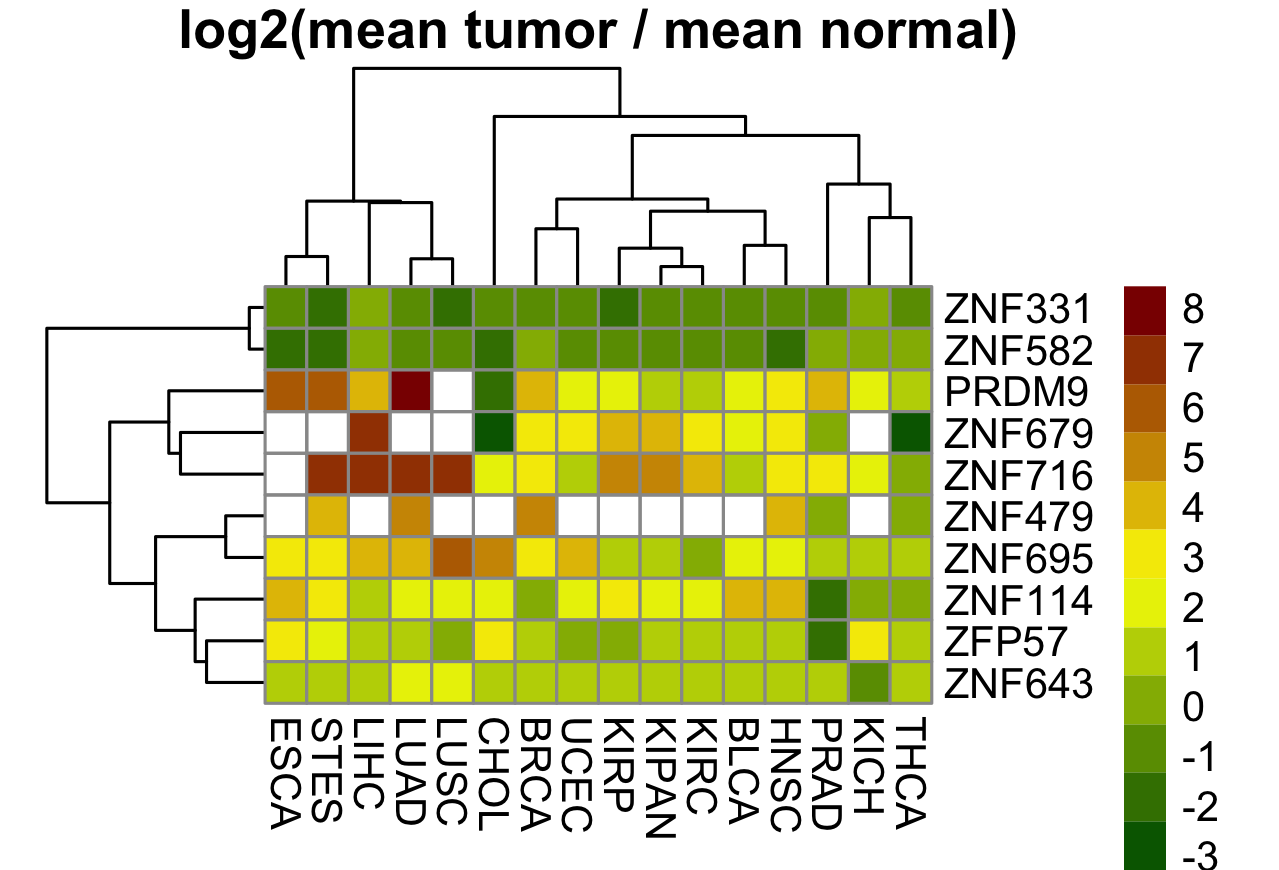 log2(mean tumor / mean normal)
ZNF331
ZNF582
PRDM9
ZNF679
ZNF716
ZNF479
ZNF695
ZNF114
ZFP57
ZNF643
8
7
6
5
4
3
2
1
0
-1
-2
-3
ESCA
STES
LIHC
LUAD
LUSC
CHOL
BRCA
UCEC
KIRP
KIPAN
KIRC
BLCA
HNSC
PRAD
KICH
THCA